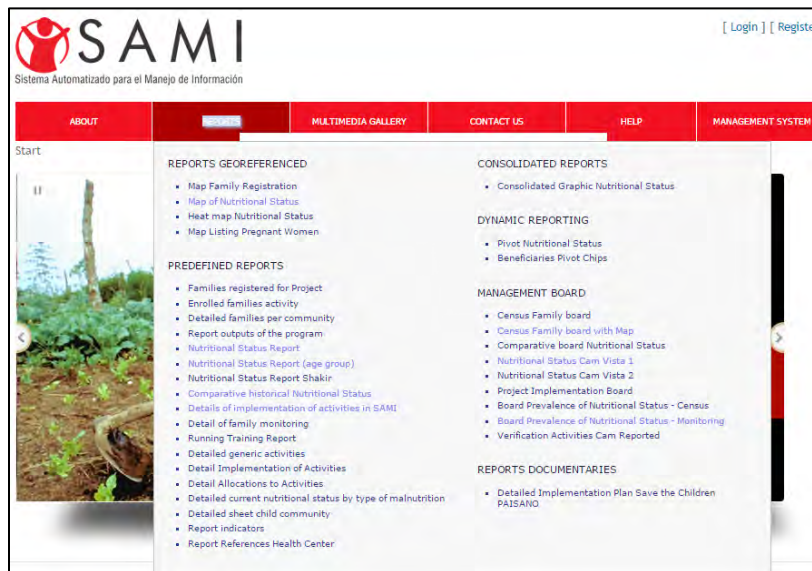 SAMI
Sistema Automatizado para el Manejo de Información
[ Login ] [ Registe
ABOUT
REPORTS
MULTIMEDIA GALLERY
CONTACT US
HELP
MANAGEMENT SYSTEM
Start
REPORTS GEOREFERENCED
Map Family Registration
Map of Nutritional Status
Heat map Nutritional Status
Map Listing Pregnant Women
PREDEFINED REPORTS
Families registered for Project
Enrolled families activity
Detailed families per community
Report outputs of the program
Nutritional Status Report
Nutritional Status Report (age group)
Nutritional Status Report Shakir
Comparative historical Nutritional Status
Details of implementation of activities in SAMI
Detail of family monitoring
Running Training Report
Detailed generic activities
Detail Implementation of Activities
Detail Allocations to Activities
Detailed current nutritional status by type of malnutrition
Detailed sheet child community
Report indicators
Report References Health Center
CONSOLIDATED REPORTS
Consolidated Graphic Nutritional Status
DYNAMIC REPORTING
Pivot Nutritional Status
Beneficiaries Pivot Chips
MANAGEMENT BOARD
Census Family board
Census Family board with Map
Comparative board Nutritional Status
Nutritional Status Cam Vista 1
Nutritional Status Cam Vista 2
Project Implementation Board
Board Prevalence of Nutritional Status - Census
Board Prevalence of Nutritional Status - Monitoring
Verification Activities Cam Reported
REPORTS DOCUMENTARIES
Detailed Implementation Plan Save the Children
PAISANO